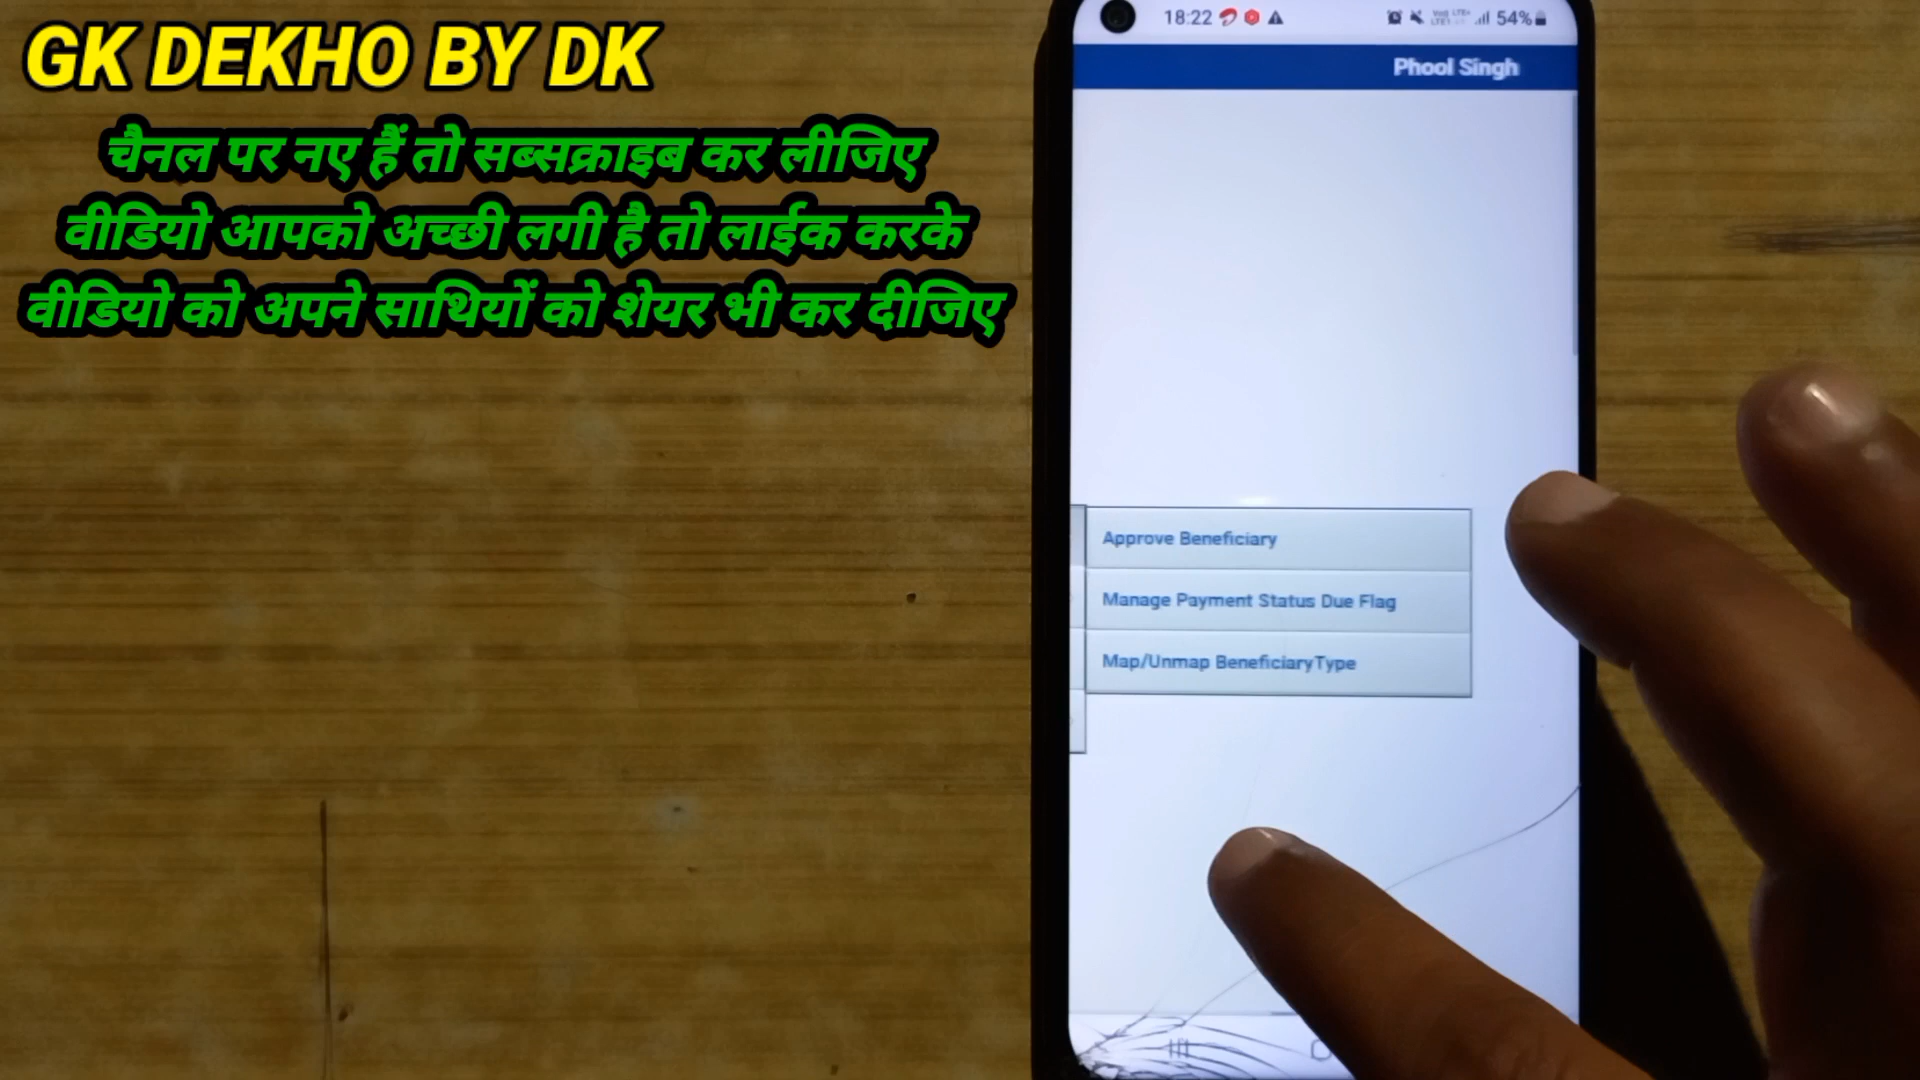 GK DEKHO BY DK
चैनल पर नए हैं तो सब्सक्राइब कर लीजिए
वीडियो आपको अच्छी लगी है तो लाईक करके
वीडियो को अपने साथियों को शेयर भी कर दीजिए
18:22
54%
Phool Singh
Approve Beneficiary
Manage Payment Status Due Flag
Map/Unmap BeneficiaryType